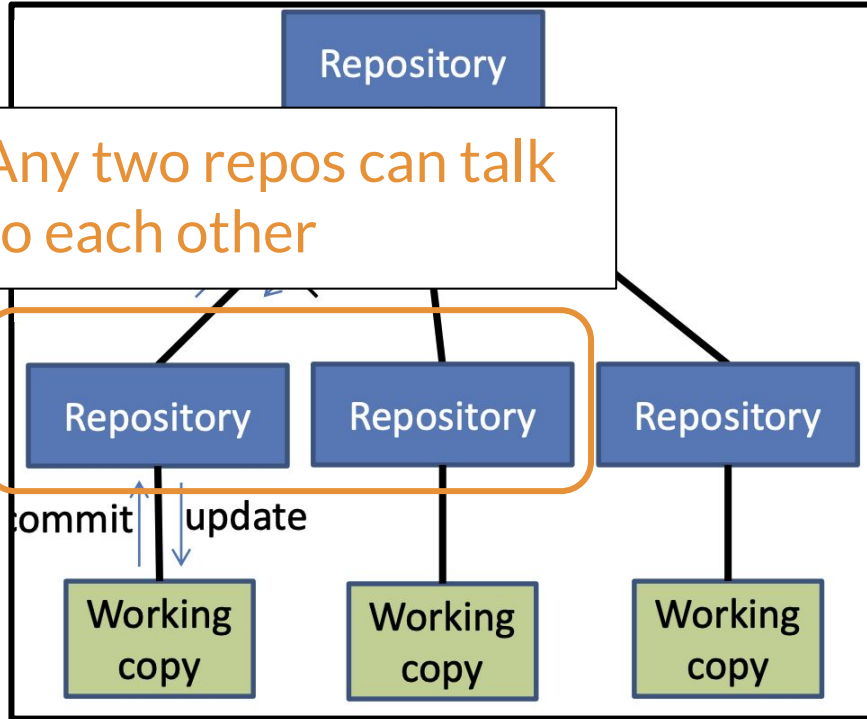 Repository
Any two repos can talk
to each other
Repository Repository Repository
commit update
Working Working Working
copy copy copy